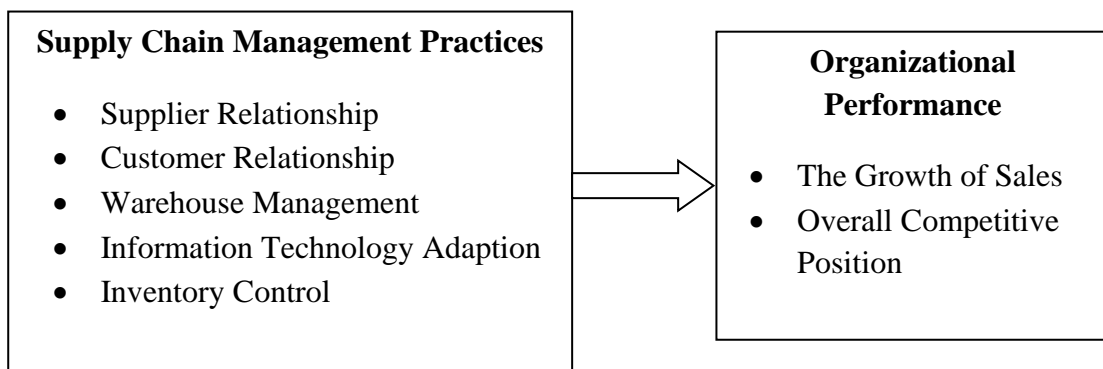 Supply Chain Management Practices
• Supplier Relationship
• Customer Relationship
• Warehouse Management
• Information Technology Adaption
• Inventory Control
Organizational
Performance
• The Growth of Sales
• Overall Competitive
Position